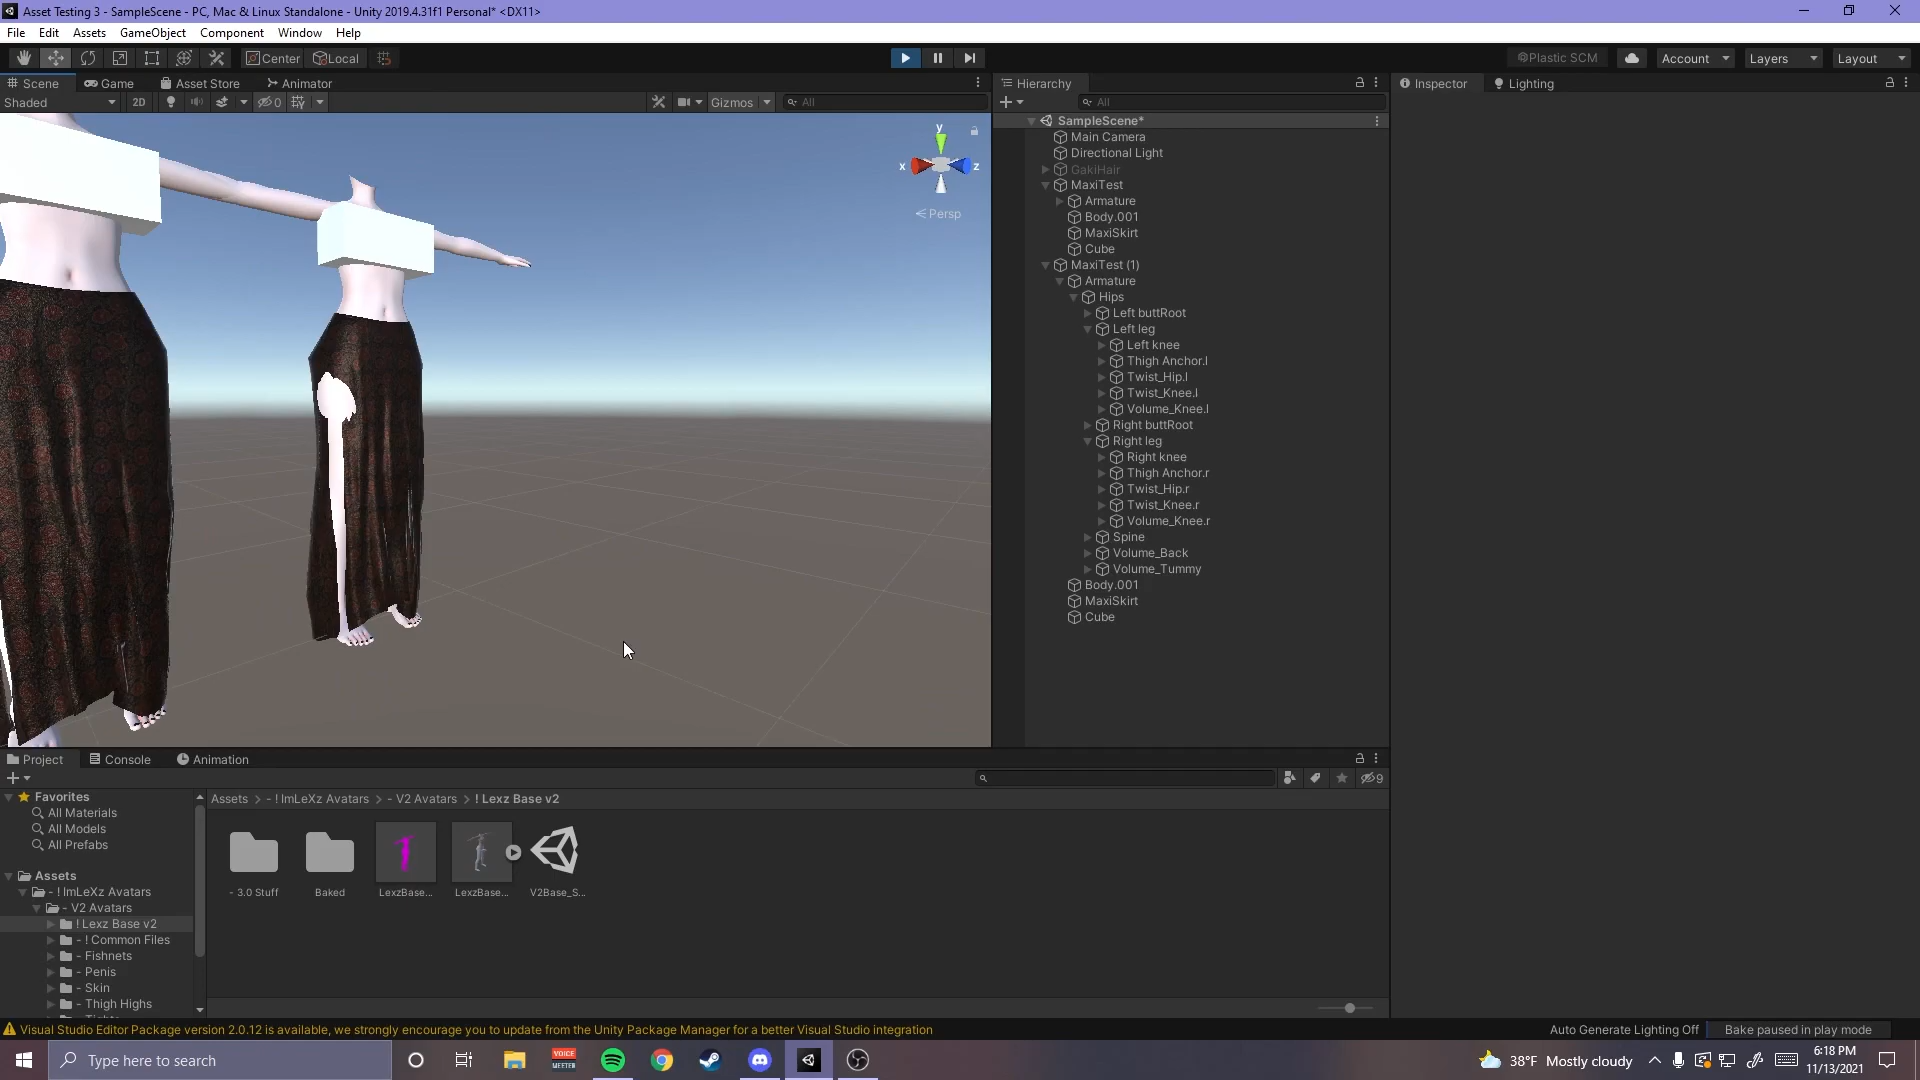 Asset Testing 3 - SampleScene - PC, Mac & Linux Standalone - Unity 2019.4.31f1 Personal* <DX11>
File Edit Assets GameObject Component Window Help
Center Local Plastic SCM Account Layers Layout
Scene Game Asset Store Animator
Shaded 2D 0 Gizmos All
y
x
z
Persp
Hierarchy
All
SampleScene*
Main Camera
Directional Light
GakiHair
MaxiTest
Armature
Body.001
MaxiSkirt
Cube
MaxiTest (1)
Armature
Hips
Left buttRoot
Left leg
Left knee
Thigh Anchor.l
Twist_Hip.l
Twist_Knee.l
Volume_Knee.l
Right buttRoot
Right leg
Right knee
Thigh Anchor.r
Twist_Hip.r
Twist_Knee.r
Volume_Knee.r
Spine
Volume_Back
Volume_Tummy
Body.001
MaxiSkirt
Cube
Inspector Lighting
Project Console Animation
9
Favorites
All Materials
All Models
All Prefabs
Assets
- ! ImLeXz Avatars
- V2 Avatars
! Lexz Base v2
- ! Common Files
- Fishnets
- Penis
- Skin
- Thigh Highs
Assets > - ! ImLeXz Avatars > - V2 Avatars > ! Lexz Base v2
- 3.0 Stuff Baked LexzBase... LexzBase... V2Base_S...
Visual Studio Editor Package version 2.0.12 is available, we strongly encourage you to update from the Unity Package Manager for a better Visual Studio integration
Auto Generate Lighting Off Bake paused in play mode
Type here to search
VOICE
MEETER
38°F Mostly cloudy
6:18 PM
11/13/2021